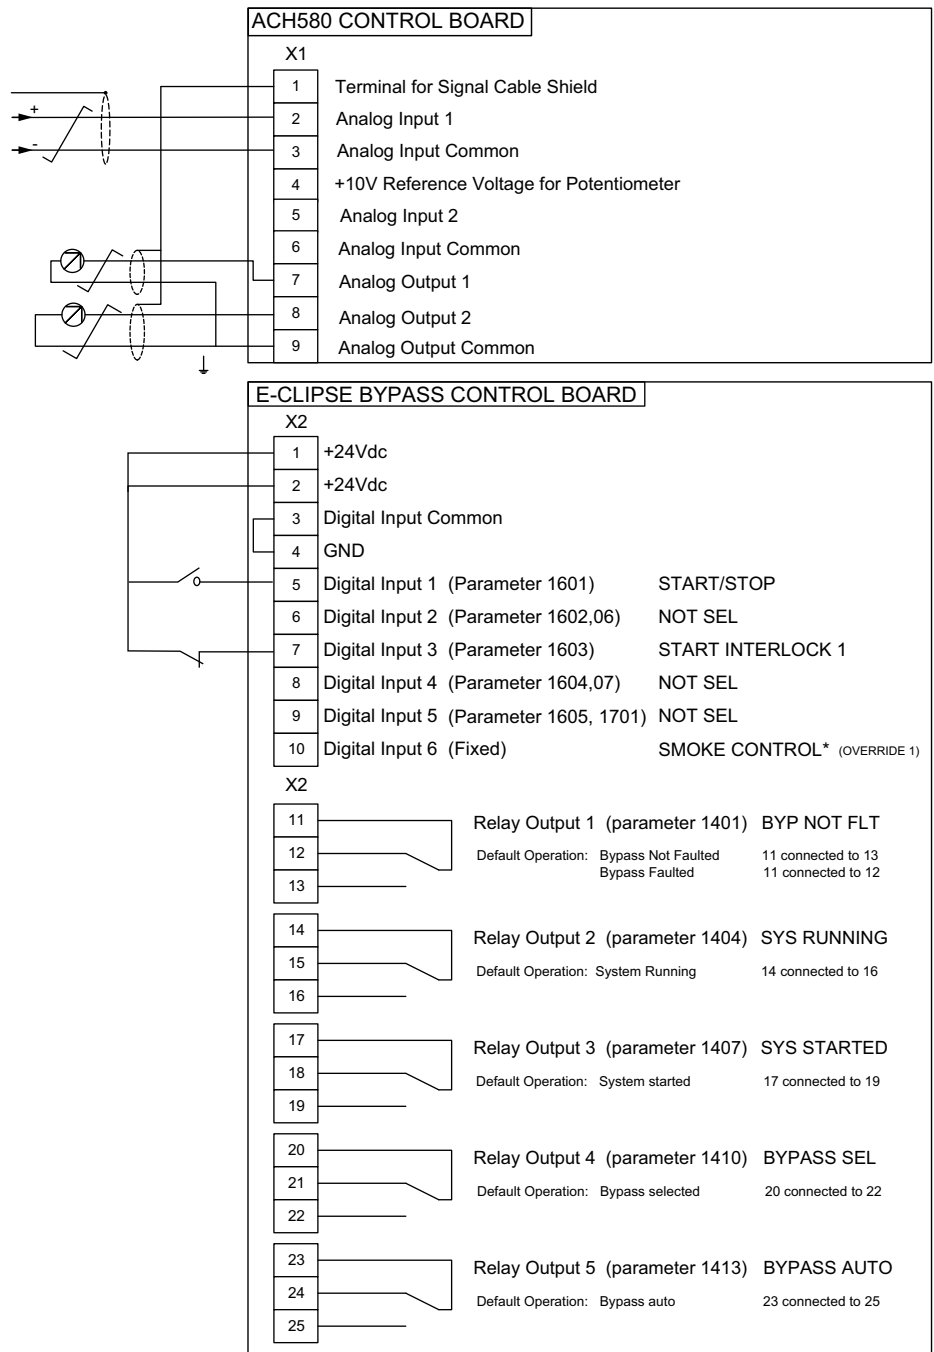 ACH580 CONTROL BOARD
X1
1 Terminal for Signal Cable Shield
+ 2 Analog Input 1
- 3 Analog Input Common
4 +10V Reference Voltage for Potentiometer
5 Analog Input 2
6 Analog Input Common
7 Analog Output 1
8 Analog Output 2
9 Analog Output Common
E-CLIPSE BYPASS CONTROL BOARD
X2
1 +24Vdc
2 +24Vdc
3 Digital Input Common
4 GND
5 Digital Input 1 (Parameter 1601) START/STOP
6 Digital Input 2 (Parameter 1602,06) NOT SEL
7 Digital Input 3 (Parameter 1603) START INTERLOCK 1
8 Digital Input 4 (Parameter 1604,07) NOT SEL
9 Digital Input 5 (Parameter 1605, 1701) NOT SEL
10 Digital Input 6 (Fixed) SMOKE CONTROL* (OVERRIDE 1)
X2
11 Relay Output 1 (parameter 1401) BYP NOT FLT
12 Default Operation: Bypass Not Faulted 11 connected to 13
Bypass Faulted 11 connected to 12
13
14 Relay Output 2 (parameter 1404) SYS RUNNING
15 Default Operation: System Running 14 connected to 16
16
17 Relay Output 3 (parameter 1407) SYS STARTED
18 Default Operation: System started 17 connected to 19
19
20 Relay Output 4 (parameter 1410) BYPASS SEL
21 Default Operation: Bypass selected 20 connected to 22
22
23 Relay Output 5 (parameter 1413) BYPASS AUTO
24 Default Operation: Bypass auto 23 connected to 25
25